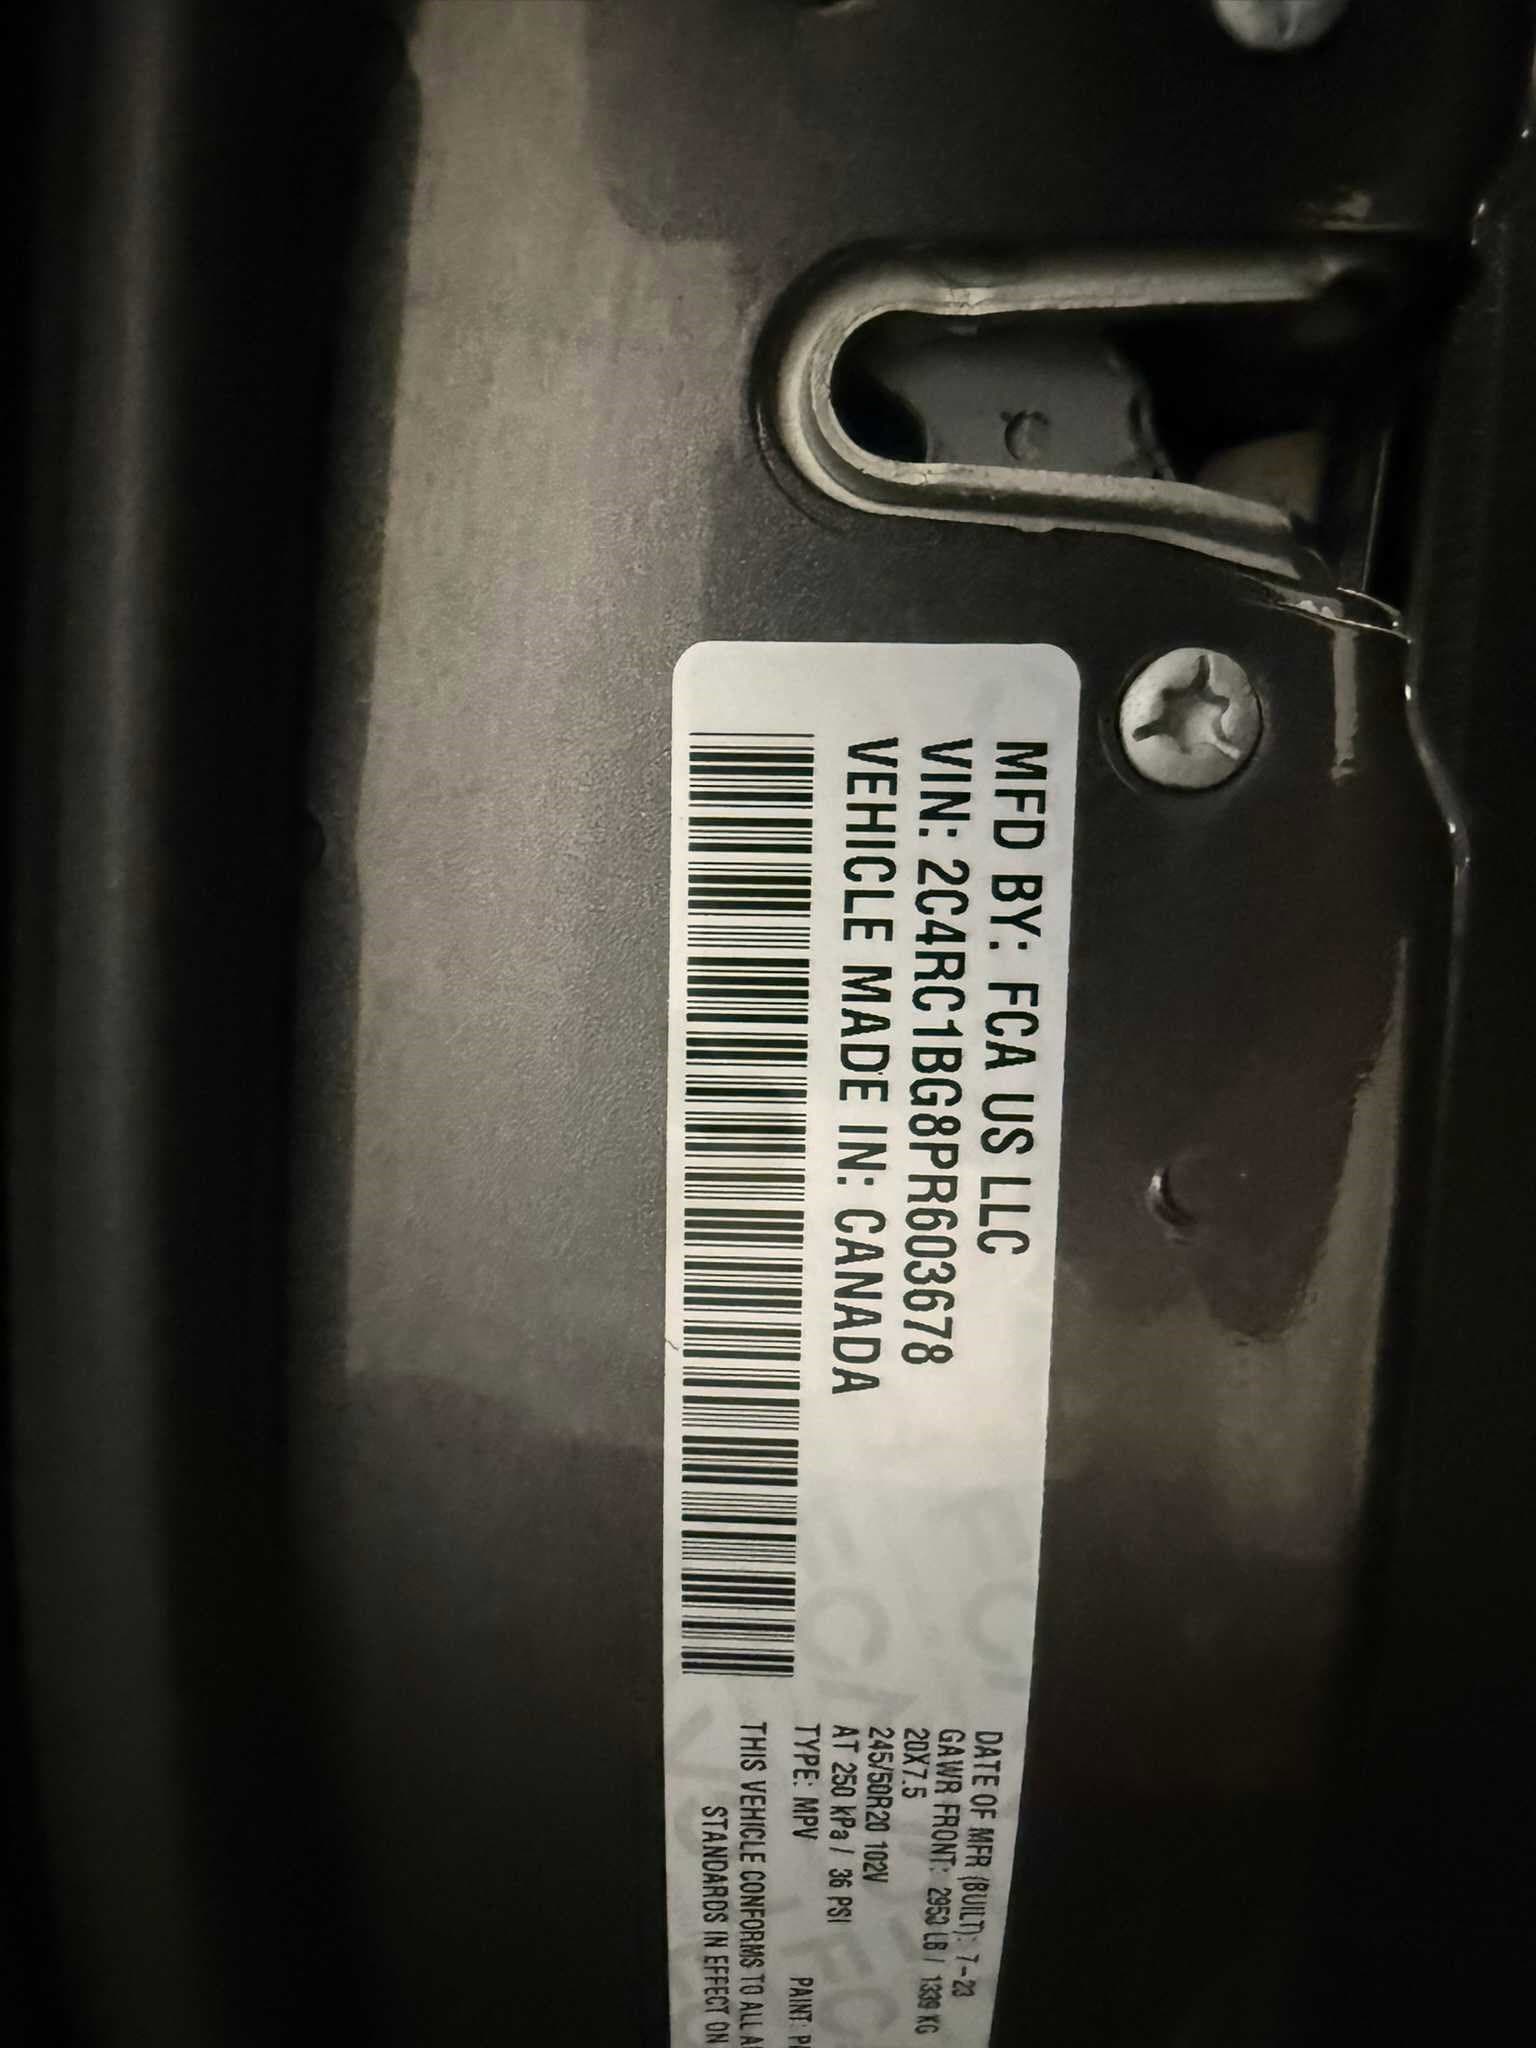 MFD BY: FCA US LLC
VIN: 2C4RC1BG8PR603678
VEHICLE MADE IN: CANADA
DATE OF MFR (BUILT): 7-23
GAWR FRONT: 2950 LB / 1339 KG
20X7.5
245/50R20 102V
AT 250 kPa / 36 PSI
TYPE: MPV PAINT:
THIS VEHICLE CONFORMS TO ALL
STANDARDS IN EFFECT ON